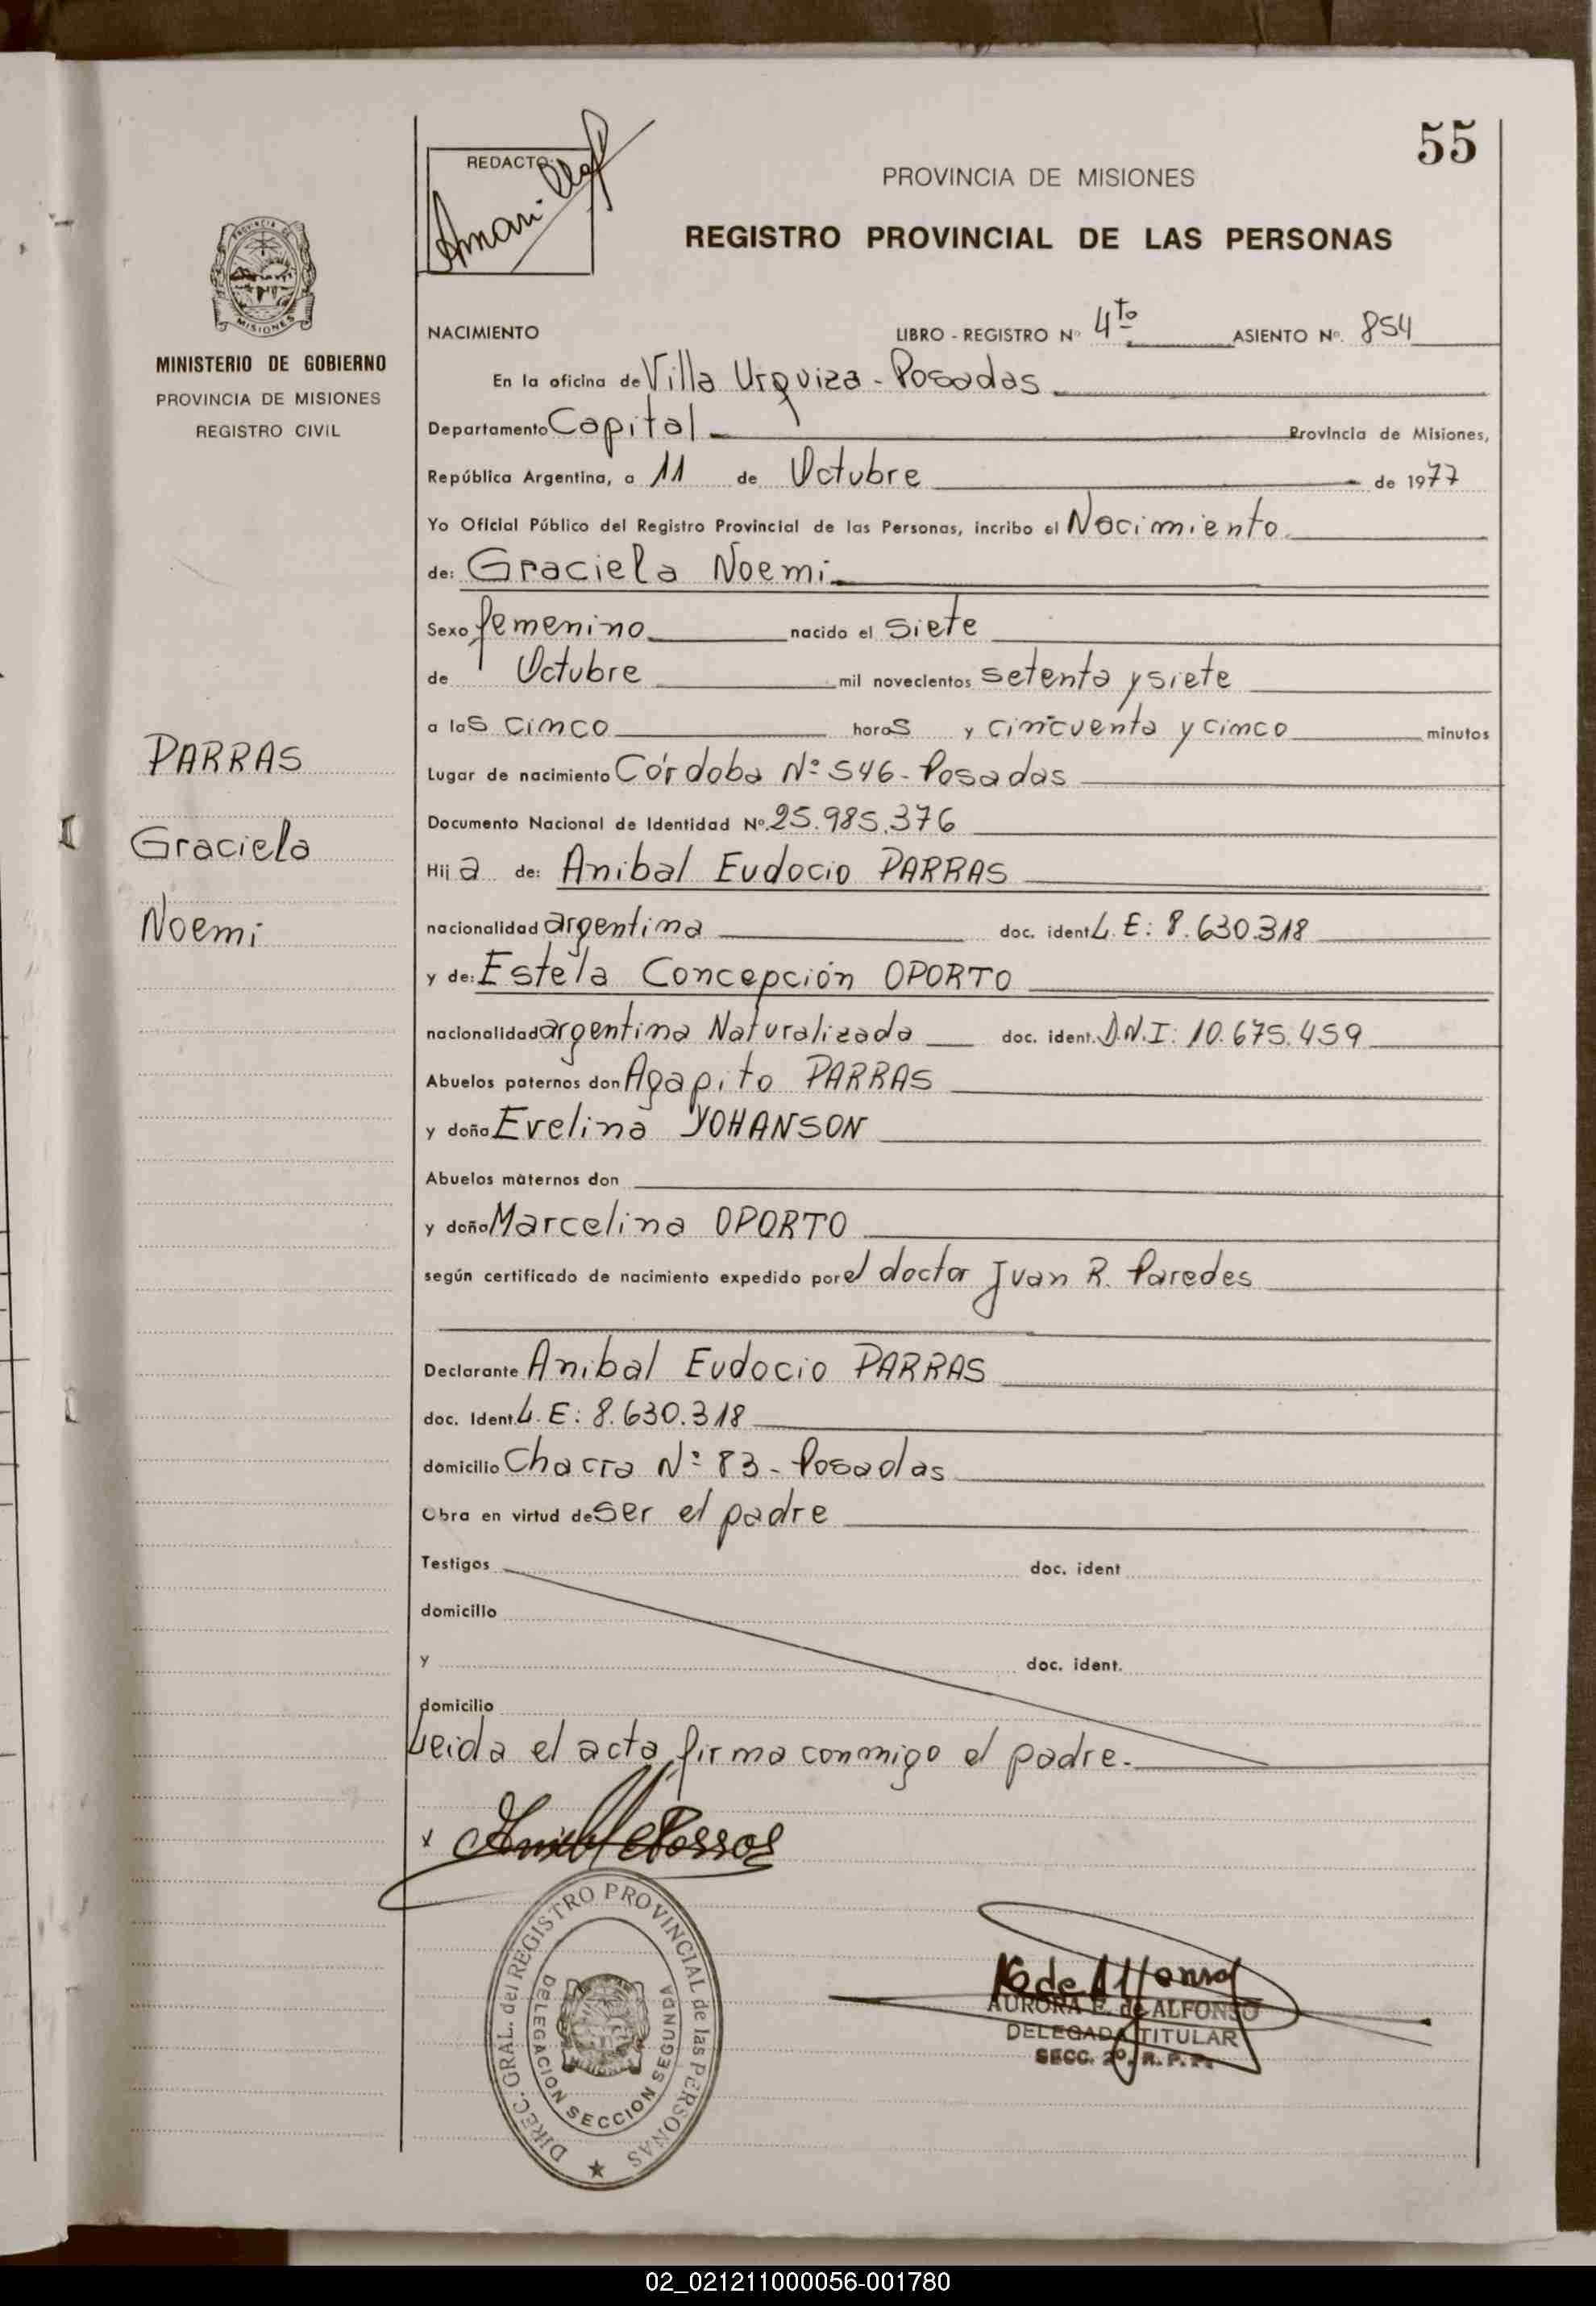 55
REDACTO:
PROVINCIA DE MISIONES
REGISTRO PROVINCIAL DE LAS PERSONAS
PROVINCIA DE
MISIONES
MINISTERIO DE GOBIERNO
PROVINCIA DE MISIONES
REGISTRO CIVIL
PARRAS
Graciela
Noemi
NACIMIENTO LIBRO - REGISTRO Nº 4to ASIENTO Nº. 854
En la oficina de Villa Urquiza - Posadas
Departamento Capital Provincia de Misiones,
República Argentina, a 11 de Octubre de 1977
Yo Oficial Público del Registro Provincial de las Personas, incribo el Nacimiento
de: Graciela Noemi
Sexo femenino nacido el siete
de Octubre mil novecientos setenta y siete
a las cinco horas y cincuenta y cinco minutos
Lugar de nacimiento Córdoba Nº 546 - Posadas
Documento Nacional de Identidad Nº. 25.985.376
Hija de: Anibal Eudocio PARRAS
nacionalidad argentina doc. ident L.E: 8.630.318
y de: Estela Concepción OPORTO
nacionalidad argentina Naturalizada doc. ident. D.N.I: 10.675.459
Abuelos paternos don Agapito PARRAS
y doña Evelina YOHANSON
Abuelos maternos don
y doña Marcelina OPORTO
según certificado de nacimiento expedido por el doctor Juan R. Paredes
Declarante Anibal Eudocio PARRAS
doc. Ident L.E: 8.630.318
domicilio Chacra Nº 83 - Posadas
Obra en virtud de ser el padre
Testigos doc. ident
domicilio
y doc. ident.
domicilio
Leida el acta, firma conmigo el padre.-
x
DIREC. GRAL. del REGISTRO PROVINCIAL de las PERSONAS
DELEGACION SECCION SEGUNDA
AURORA E. de ALFONSO
DELEGADA TITULAR
SECC. 2º. R. P. P.
02_021211000056-001780